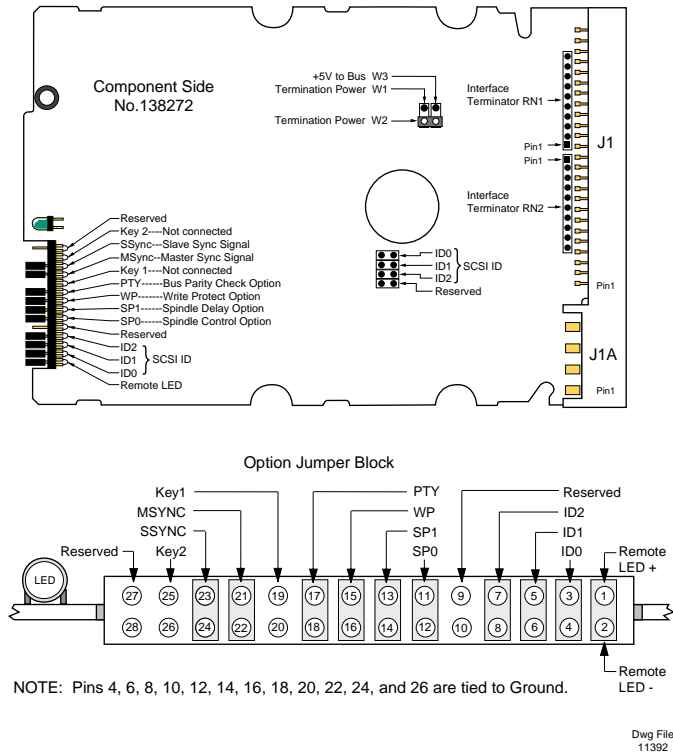 Component Side
No.138272
+5V to Bus W3
Termination Power W1
Termination Power W2
Interface
Terminator RN1
Pin1
Pin1
J1
Interface
Terminator RN2
Pin1
J1A
Pin1
ID0
ID1
ID2
SCSI ID
Reserved
Reserved
Key 2----Not connected
SSync---Slave Sync Signal
MSync--Master Sync Signal
Key 1----Not connected
PTY-----Bus Parity Check Option
WP------Write Protect Option
SP1-----Spindle Delay Option
SP0------Spindle Control Option
Reserved
ID2
ID1
SCSI ID
ID0
Remote LED
Option Jumper Block
Key1
MSYNC
SSYNC
Reserved
Key2
PTY
WP
SP1
SP0
Reserved
ID2
ID1
ID0
Remote
LED +
LED
27 25 23 21 19 17 15 13 11 9 7 5 3 1
28 26 24 22 20 18 16 14 12 10 8 6 4 2
Remote
LED -
NOTE: Pins 4, 6, 8, 10, 12, 14, 16, 18, 20, 22, 24, and 26 are tied to Ground.
Dwg File
11392